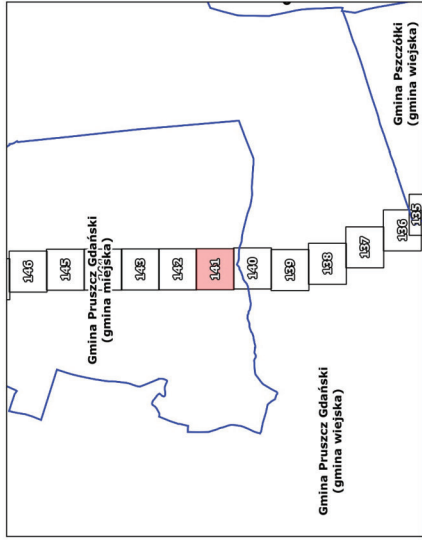 Gmina Pszczółki
(gmina wiejska)
Gmina Pruszcz Gdański
(gmina miejska)
146
145
143
142
141
140
139
138
137
136
135
Gmina Pruszcz Gdański
(gmina wiejska)